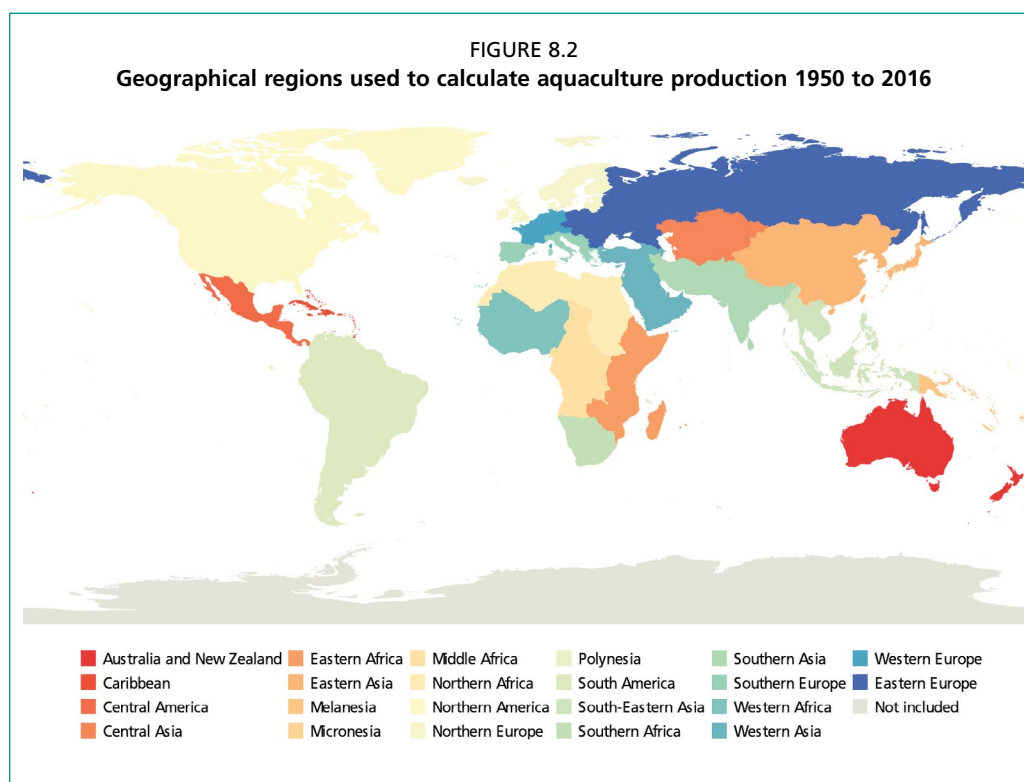 FIGURE 8.2
Geographical regions used to calculate aquaculture production 1950 to 2016
Australia and New Zealand
Caribbean
Central America
Central Asia
Eastern Africa
Eastern Asia
Melanesia
Micronesia
Middle Africa
Northern Africa
Northern America
Northern Europe
Polynesia
South America
South-Eastern Asia
Southern Africa
Southern Asia
Southern Europe
Western Africa
Western Asia
Western Europe
Eastern Europe
Not included